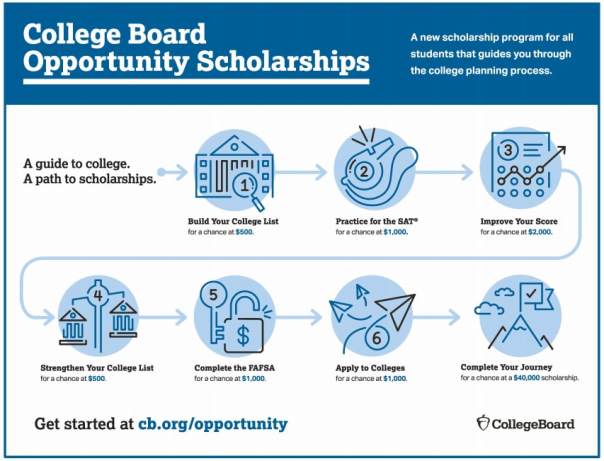 College Board
Opportunity Scholarships
A new scholarship program for all
students that guides you through
the college planning process.
A guide to college.
A path to scholarships.
1
Build Your College List
for a chance at $500.
2
Practice for the SAT®
for a chance at $1,000.
3
Improve Your Score
for a chance at $2,000.
4
Strengthen Your College List
for a chance at $500.
5
$
Complete the FAFSA
for a chance at $1,000.
6
Apply to Colleges
for a chance at $1,000.
Complete Your Journey
for a chance at a $40,000 scholarship.
Get started at cb.org/opportunity
CollegeBoard